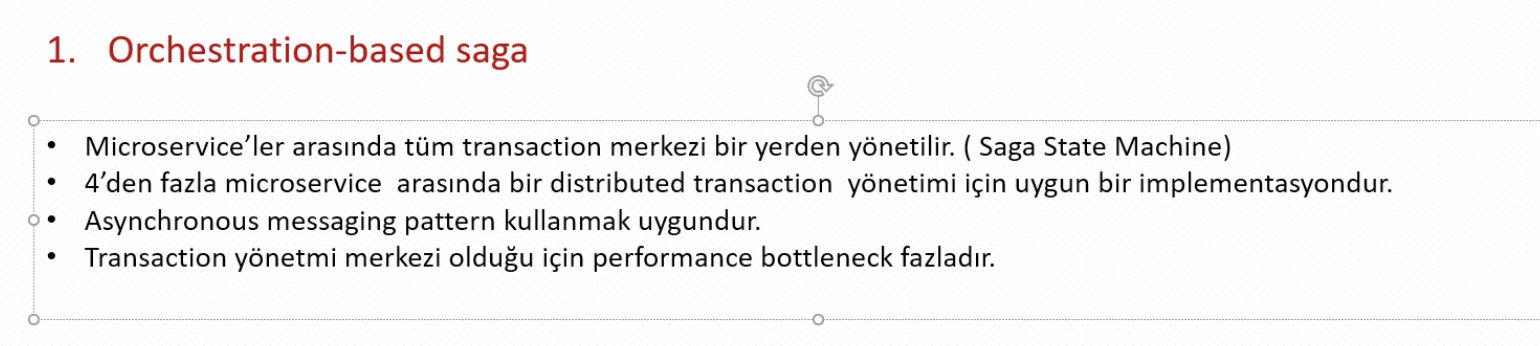 1. Orchestration-based saga
• Microservice’ler arasında tüm transaction merkezi bir yerden yönetilir. ( Saga State Machine)
• 4’den fazla microservice  arasında bir distributed transaction  yönetimi için uygun bir implementasyondur.
• Asynchronous messaging pattern kullanmak uygundur.
• Transaction yönetmi merkezi olduğu için performance bottleneck fazladır.